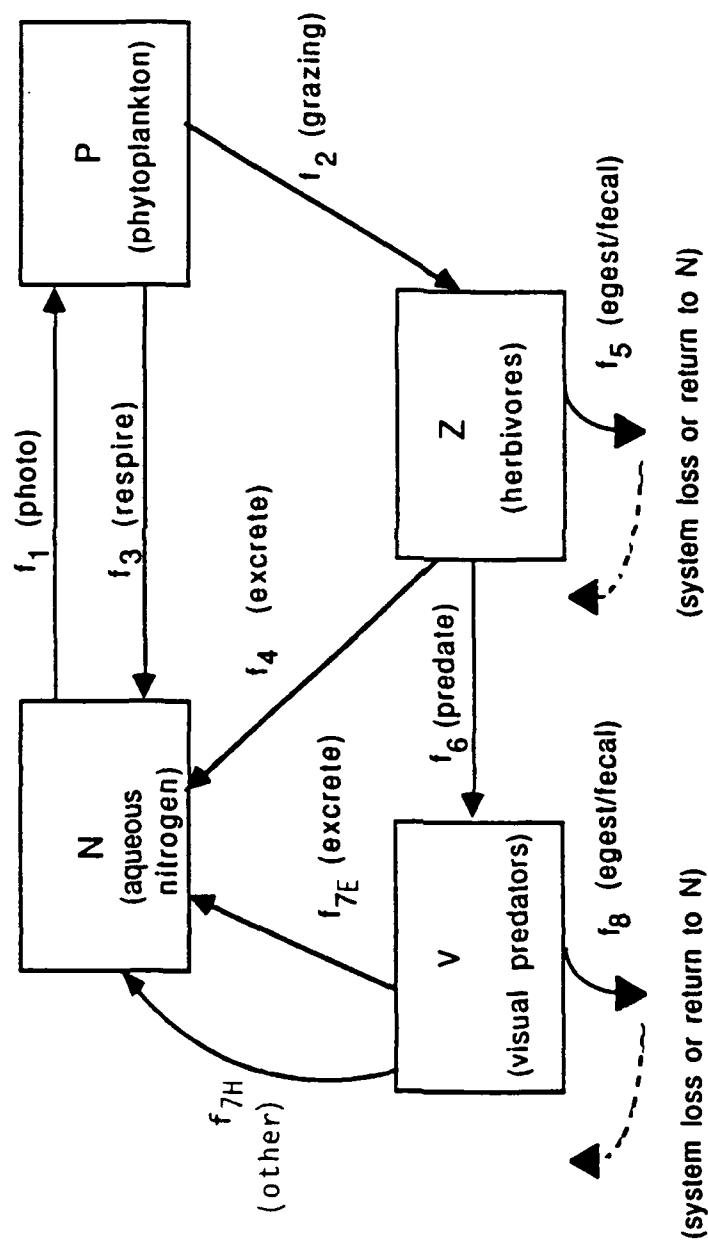 N
(aqueous
nitrogen)
f1 (photo)
f3 (respire)
P
(phytoplankton)
f7H
(other)
f7E (excrete)
f4 (excrete)
f2 (grazing)
V
(visual predators)
f6 (predate)
Z
(herbivores)
f8 (egest/fecal)
f5 (egest/fecal)
(system loss or return to N)
(system loss or return to N)